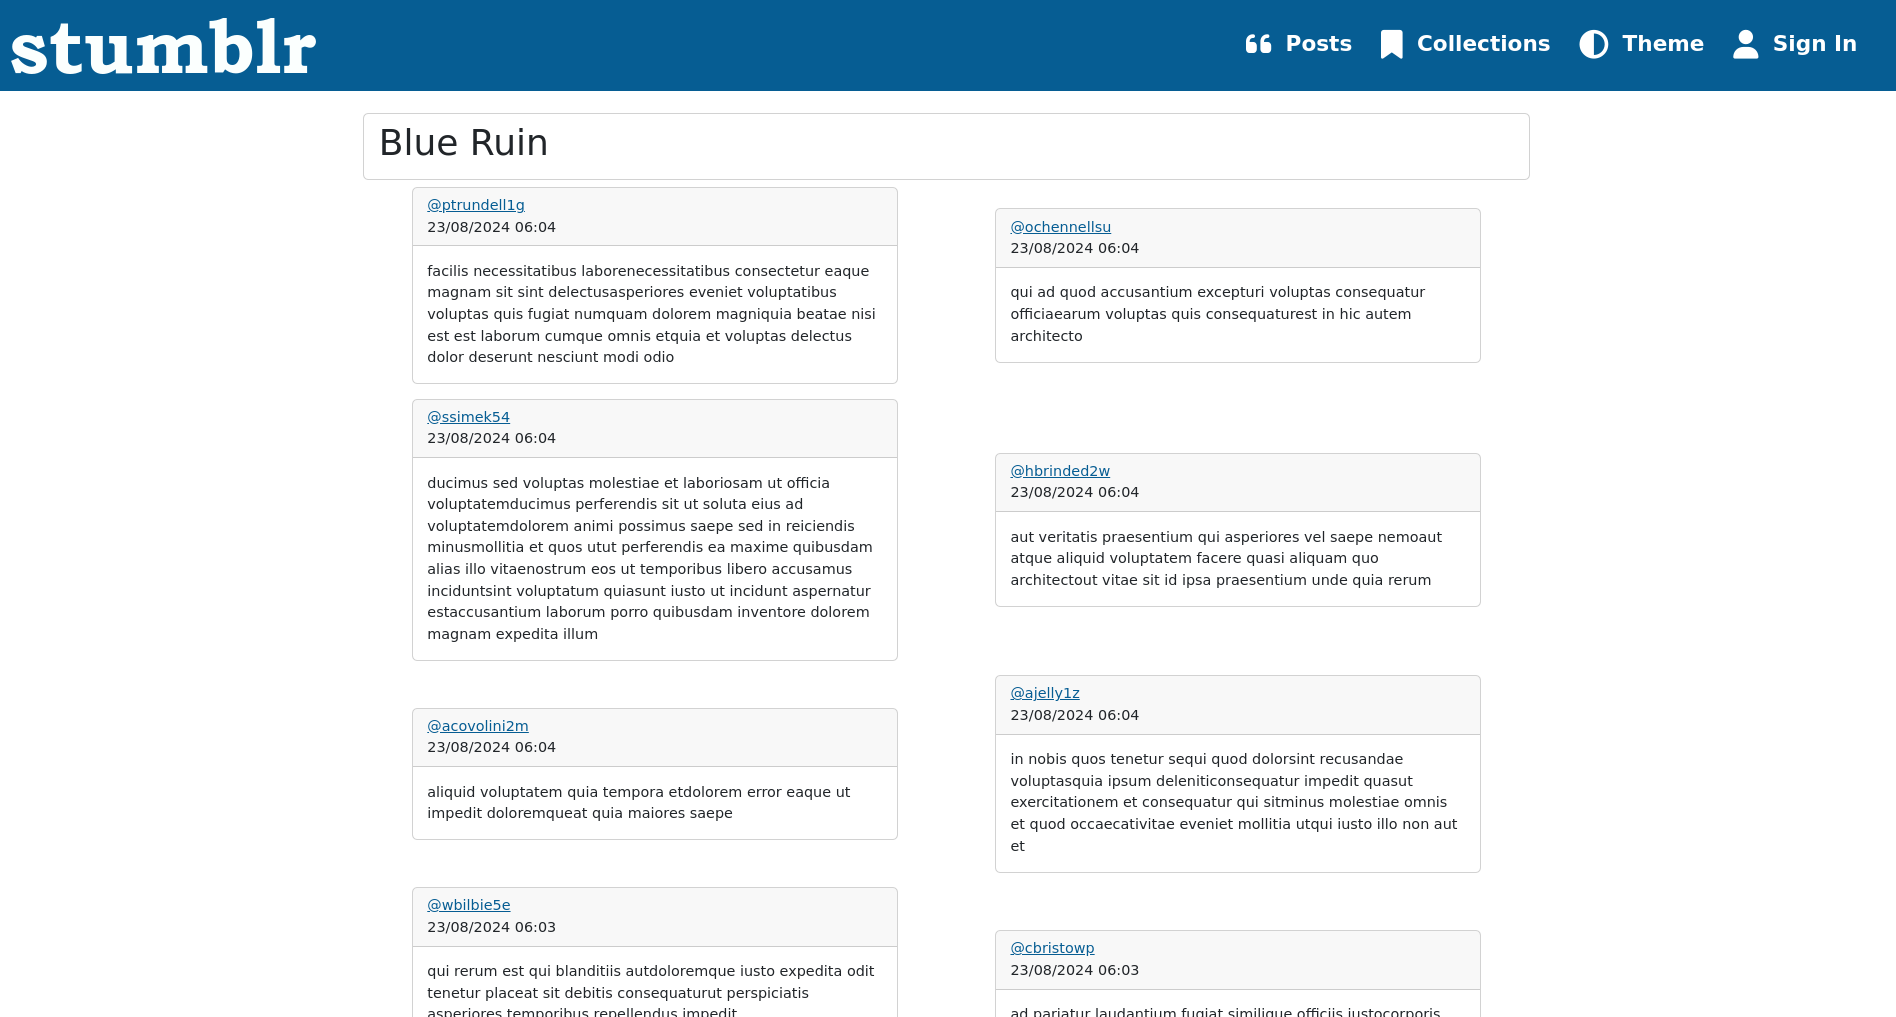 stumblr
Posts
Collections
Theme
Sign In
Blue Ruin
@ptrundell1g
23/08/2024 06:04
facilis necessitatibus laborenecessitatibus consectetur eaque
magnam sit sint delectusasperiores eveniet voluptatibus
voluptas quis fugiat numquam dolorem magniquia beatae nisi
est est laborum cumque omnis etquia et voluptas delectus
dolor deserunt nesciunt modi odio
@ochennellsu
23/08/2024 06:04
qui ad quod accusantium excepturi voluptas consequatur
officiaearum voluptas quis consequaturest in hic autem
architecto
@ssimek54
23/08/2024 06:04
ducimus sed voluptas molestiae et laboriosam ut officia
voluptatemducimus perferendis sit ut soluta eius ad
voluptatemdolorem animi possimus saepe sed in reiciendis
minusmollitia et quos utut perferendis ea maxime quibusdam
alias illo vitaenostrum eos ut temporibus libero accusamus
inciduntsint voluptatum quiasunt iusto ut incidunt aspernatur
estaccusantium laborum porro quibusdam inventore dolorem
magnam expedita illum
@hbrinded2w
23/08/2024 06:04
aut veritatis praesentium qui asperiores vel saepe nemoaut
atque aliquid voluptatem facere quasi aliquam quo
architectout vitae sit id ipsa praesentium unde quia rerum
@acovolini2m
23/08/2024 06:04
aliquid voluptatem quia tempora etdolorem error eaque ut
impedit doloremqueat quia maiores saepe
@ajelly1z
23/08/2024 06:04
in nobis quos tenetur sequi quod dolorsint recusandae
voluptasquia ipsum deleniticonsequatur impedit quasut
exercitationem et consequatur qui sitminus molestiae omnis
et quod occaecativitae eveniet mollitia utqui iusto illo non aut
et
@wbilbie5e
23/08/2024 06:03
qui rerum est qui blanditiis autdoloremque iusto expedita odit
tenetur placeat sit debitis consequaturut perspiciatis
asperiores temporibus repellendus impedit
@cbristowp
23/08/2024 06:03
ad pariatur laudantium fugiat similique officiis iustocorporis